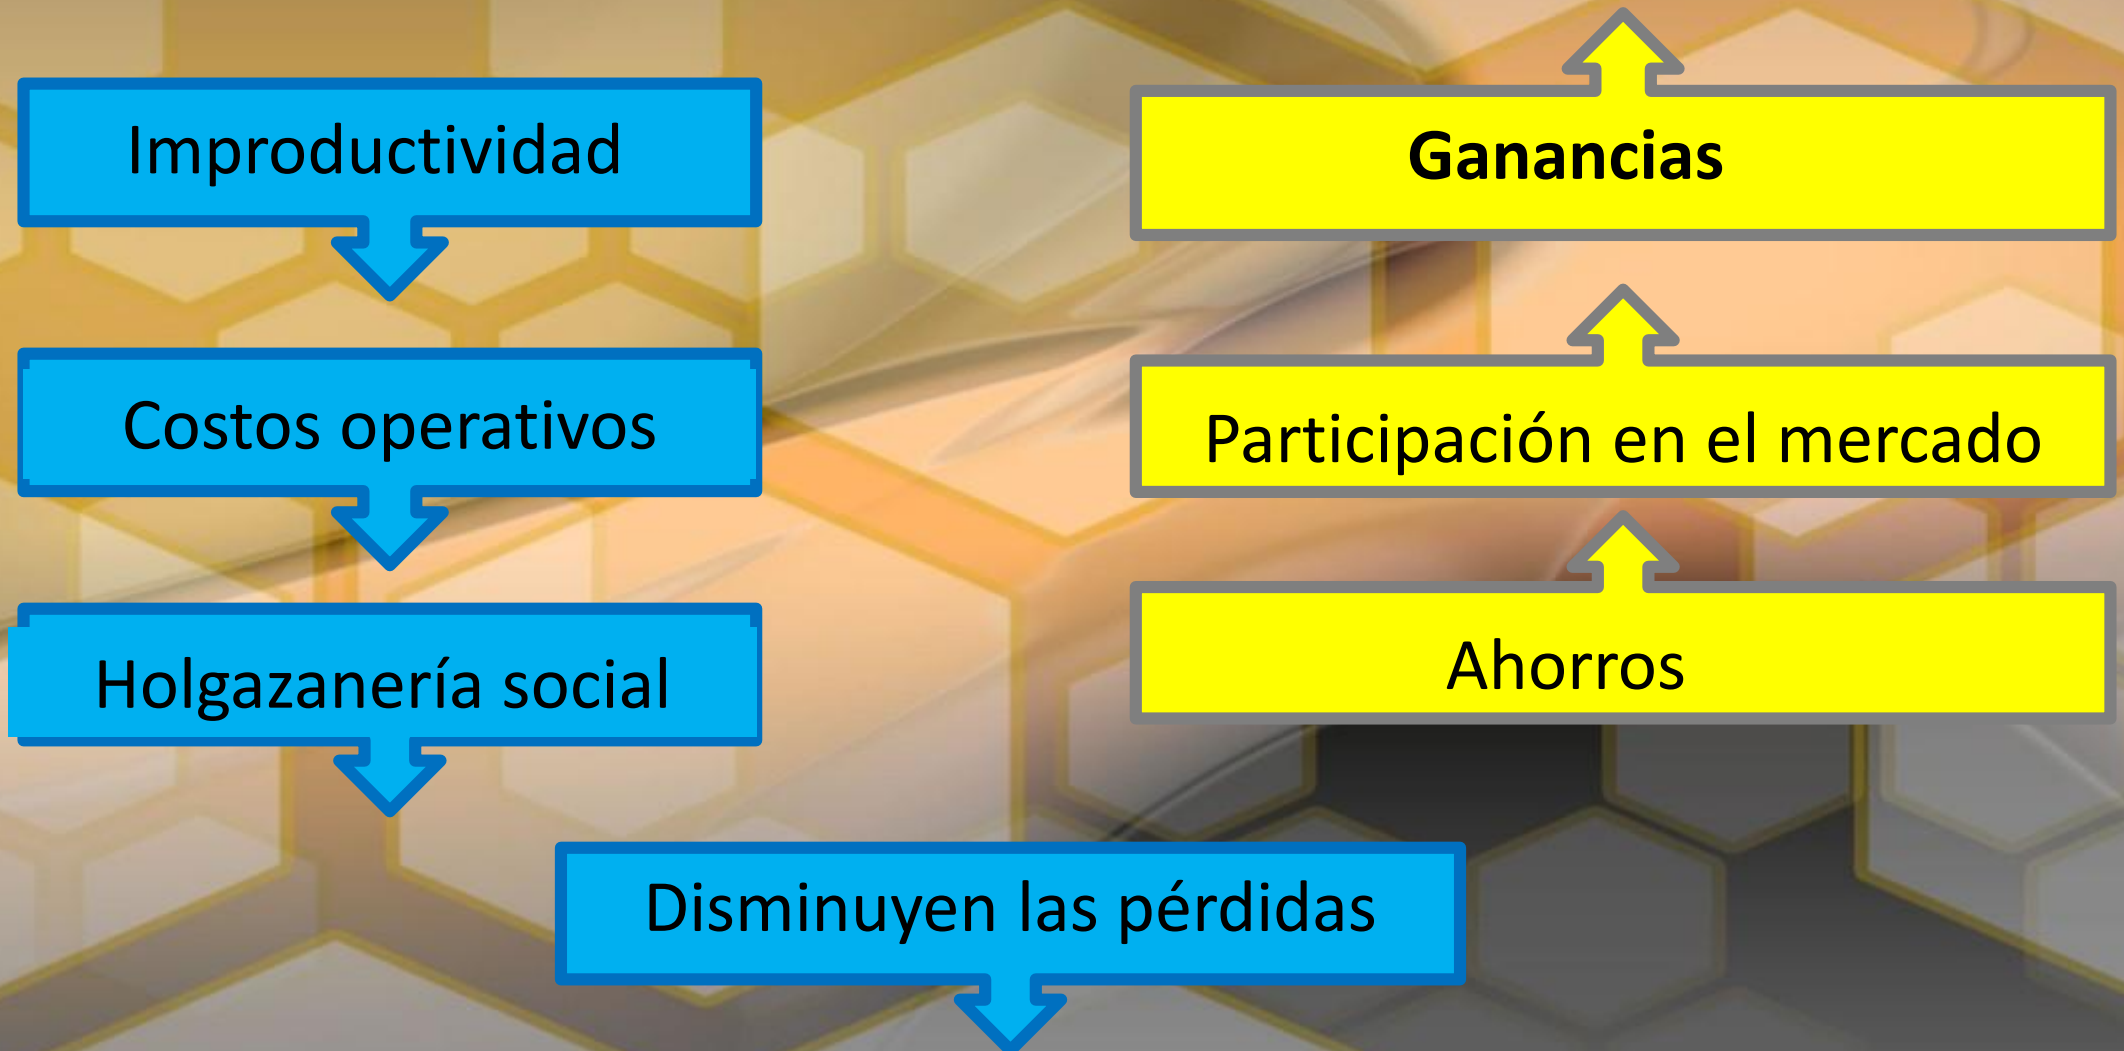 Improductividad
Costos operativos
Holgazanería social
Ganancias
Participación en el mercado
Ahorros
Disminuyen las pérdidas